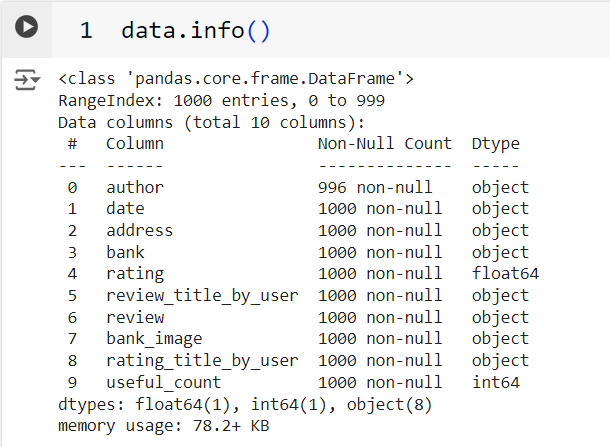 1 data.info()
<class 'pandas.core.frame.DataFrame'>
RangeIndex: 1000 entries, 0 to 999
Data columns (total 10 columns):
 #   Column                Non-Null Count  Dtype
---  ------                --------------  -----
 0   author                996 non-null    object
 1   date                  1000 non-null   object
 2   address               1000 non-null   object
 3   bank                  1000 non-null   object
 4   rating                1000 non-null   float64
 5   review_title_by_user  1000 non-null   object
 6   review                1000 non-null   object
 7   bank_image            1000 non-null   object
 8   rating_title_by_user  1000 non-null   object
 9   useful_count          1000 non-null   int64
dtypes: float64(1), int64(1), object(8)
memory usage: 78.2+ KB